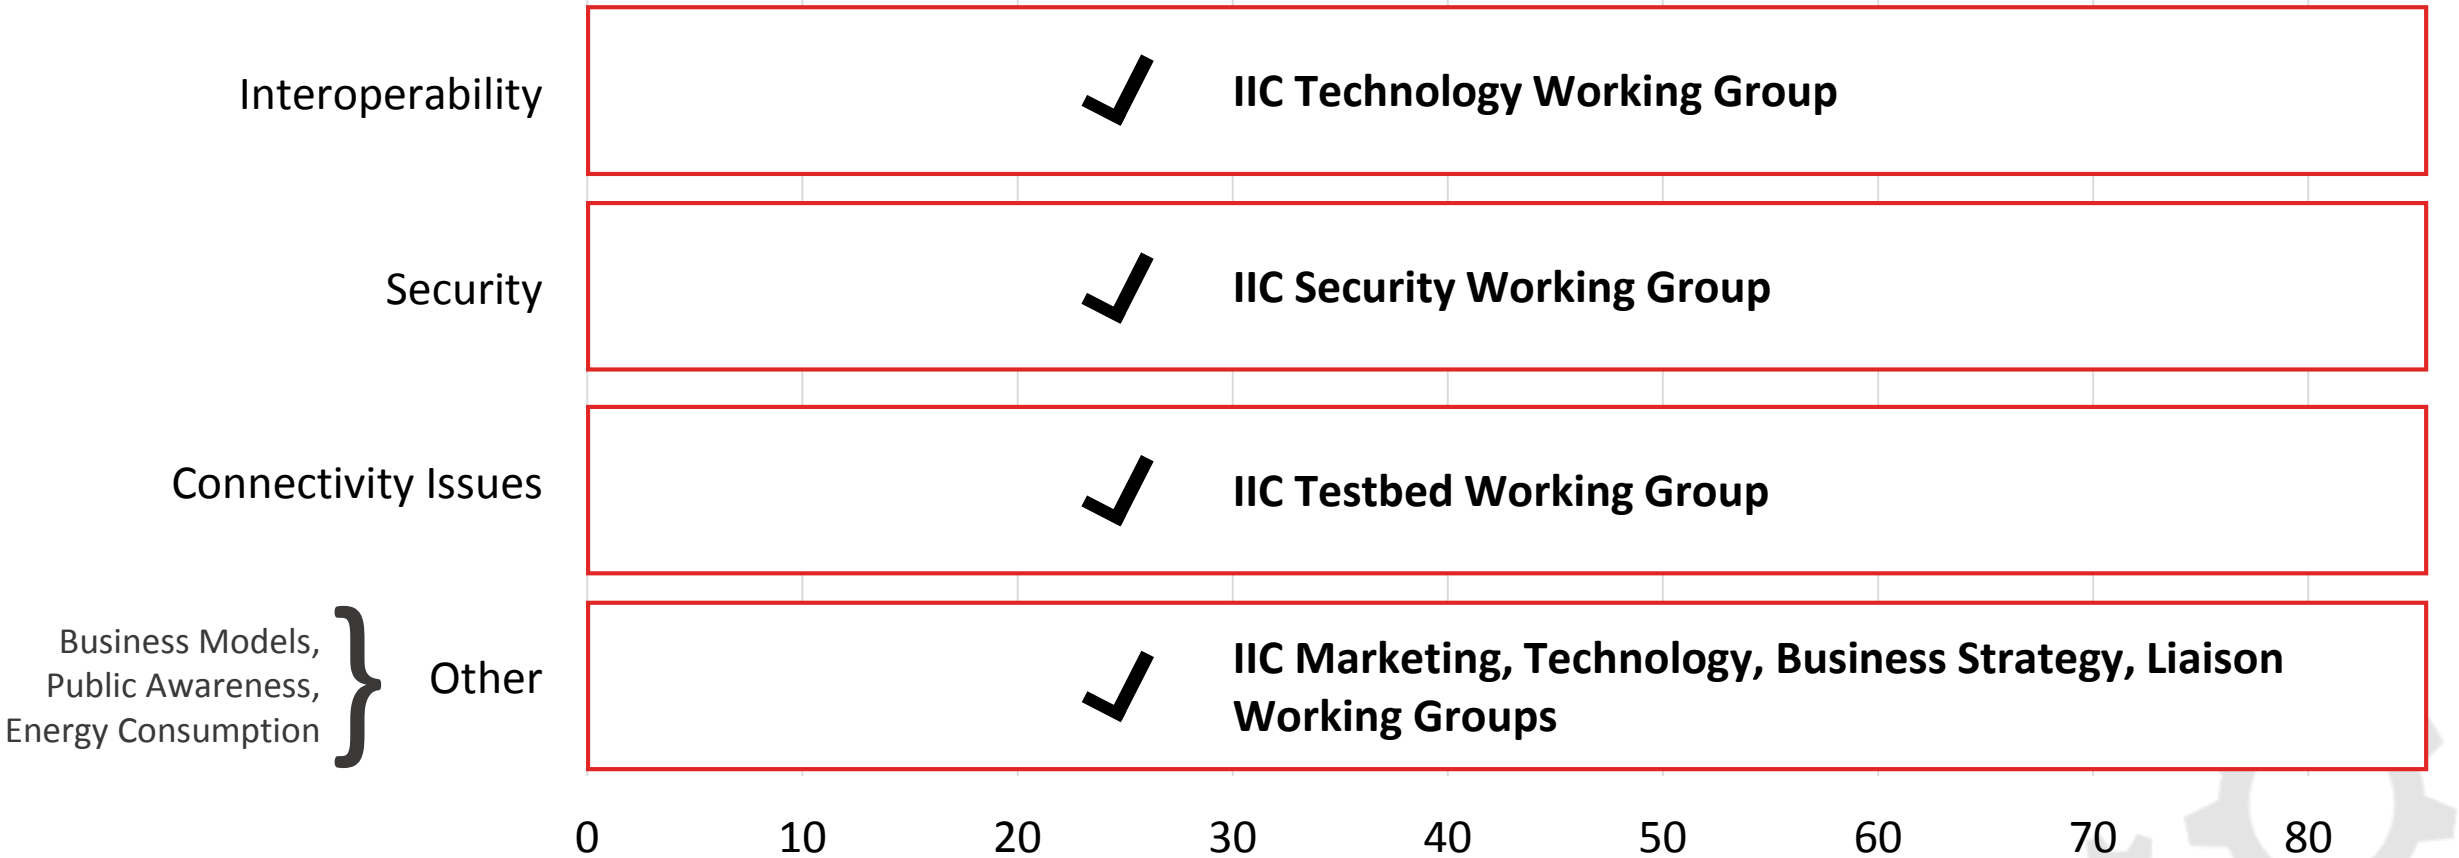 Interoperability
IIC Technology Working Group
Security
IIC Security Working Group
Connectivity Issues
IIC Testbed Working Group
Business Models,
Public Awareness,
Energy Consumption
Other
IIC Marketing, Technology, Business Strategy, Liaison
Working Groups
0 10 20 30 40 50 60 70 80